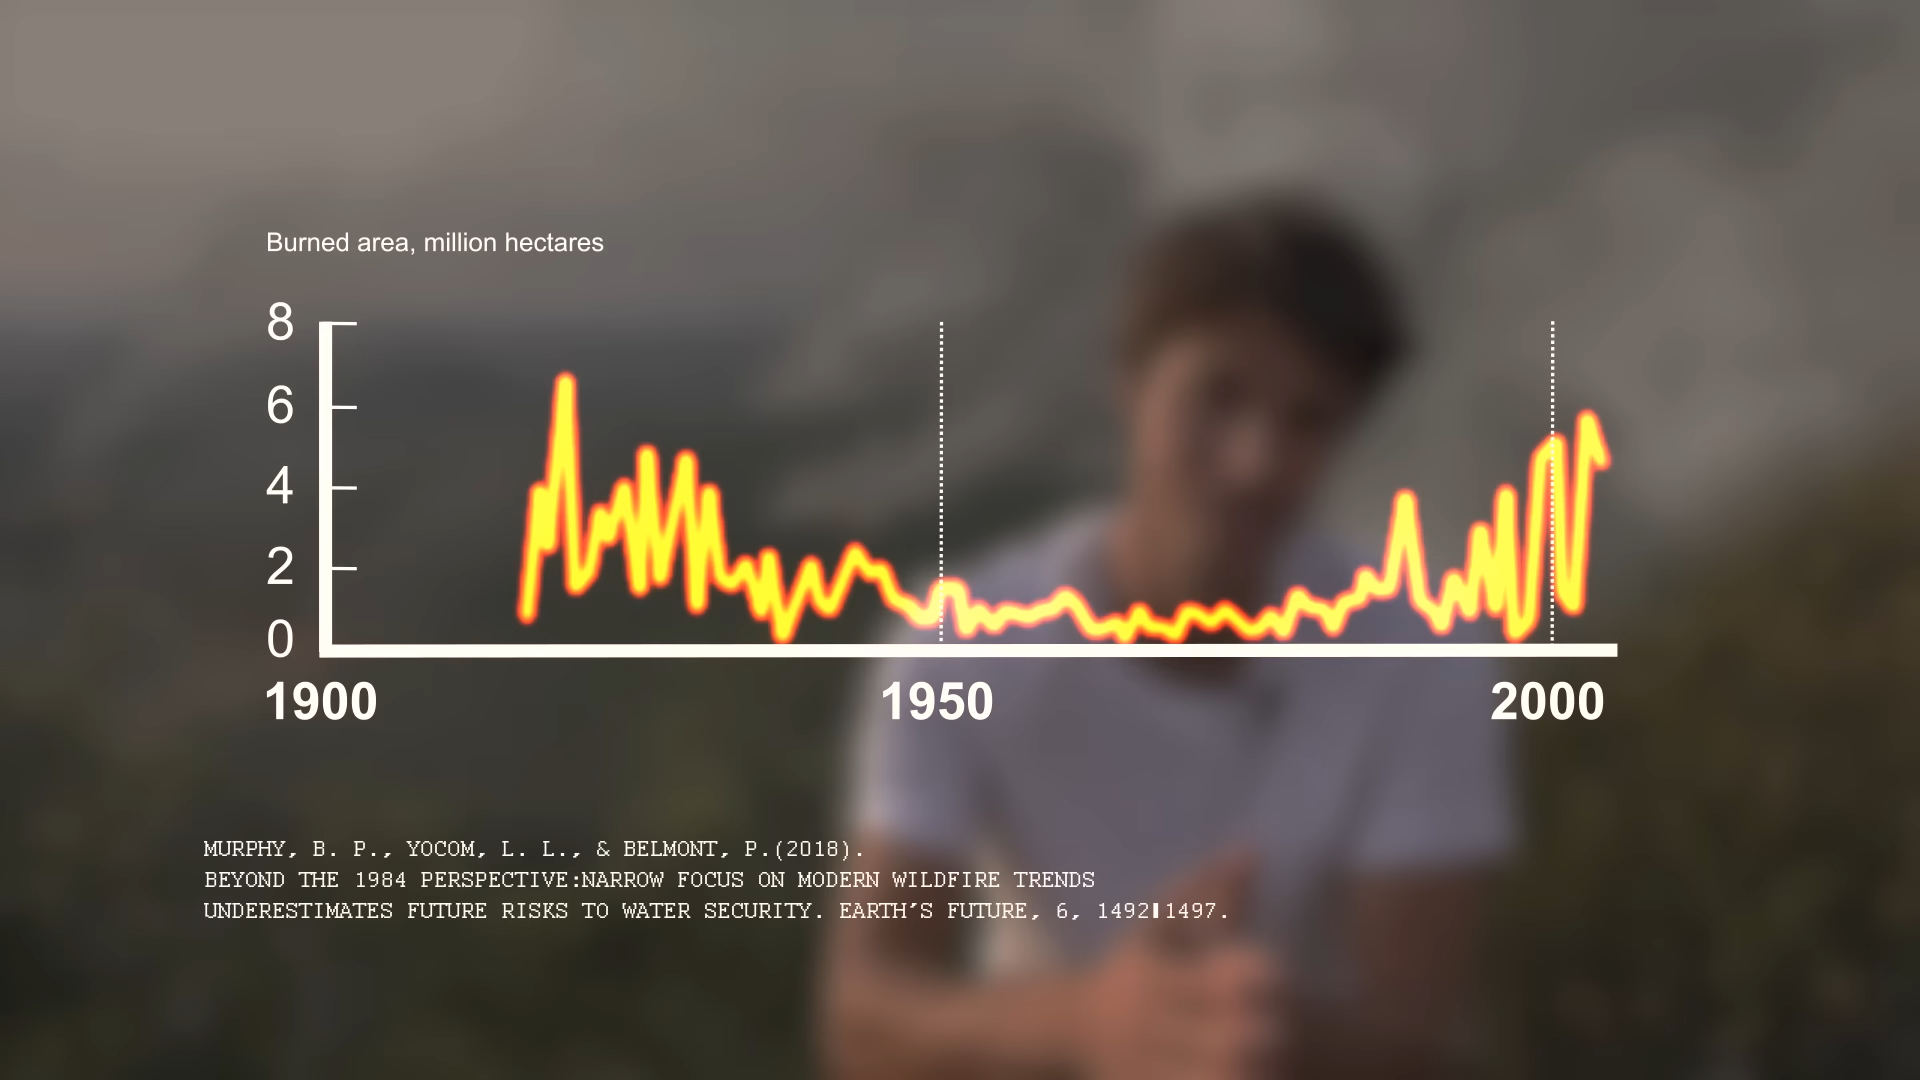 Burned area, million hectares
8
6
4
2
0
1900 1950 2000
MURPHY, B. P., YOCOM, L. L., & BELMONT, P.(2018).
BEYOND THE 1984 PERSPECTIVE:NARROW FOCUS ON MODERN WILDFIRE TRENDS
UNDERESTIMATES FUTURE RISKS TO WATER SECURITY. EARTH'S FUTURE, 6, 1492▮1497.